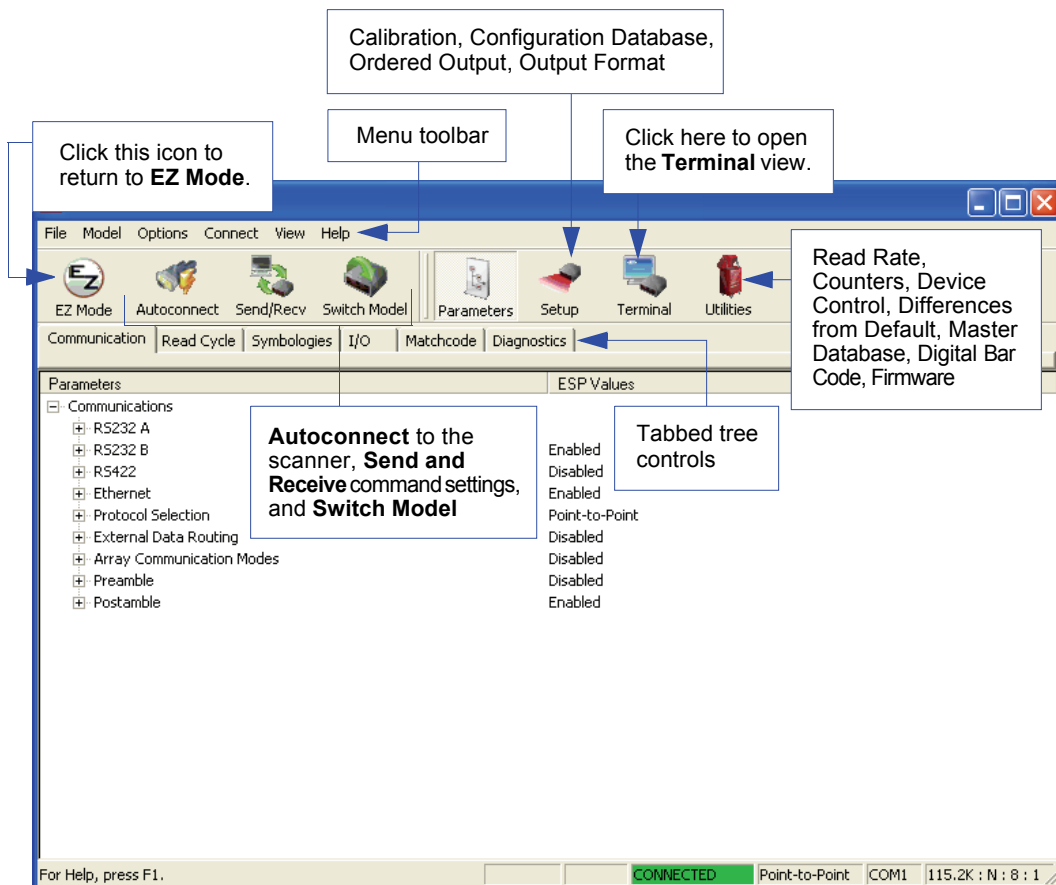 Calibration, Configuration Database,
Ordered Output, Output Format
Click this icon to
return to EZ Mode.
Menu toolbar
Click here to open
the Terminal view.
File Model Options Connect View Help
EZ
EZ Mode Autoconnect Send/Recv Switch Model Parameters Setup Terminal Utilities
Read Rate,
Counters, Device
Control, Differences
from Default, Master
Database, Digital Bar
Code, Firmware
Communication Read Cycle Symbologies I/O Matchcode Diagnostics
Parameters ESP Values
Communications
RS232 A
RS232 B Enabled
RS422 Disabled
Ethernet Enabled
Protocol Selection Point-to-Point
External Data Routing Disabled
Array Communication Modes Disabled
Preamble Disabled
Postamble Enabled
Autoconnect to the
scanner, Send and
Receive command settings,
and Switch Model
Tabbed tree
controls
For Help, press F1. CONNECTED Point-to-Point COM1 115.2K : N : 8 : 1